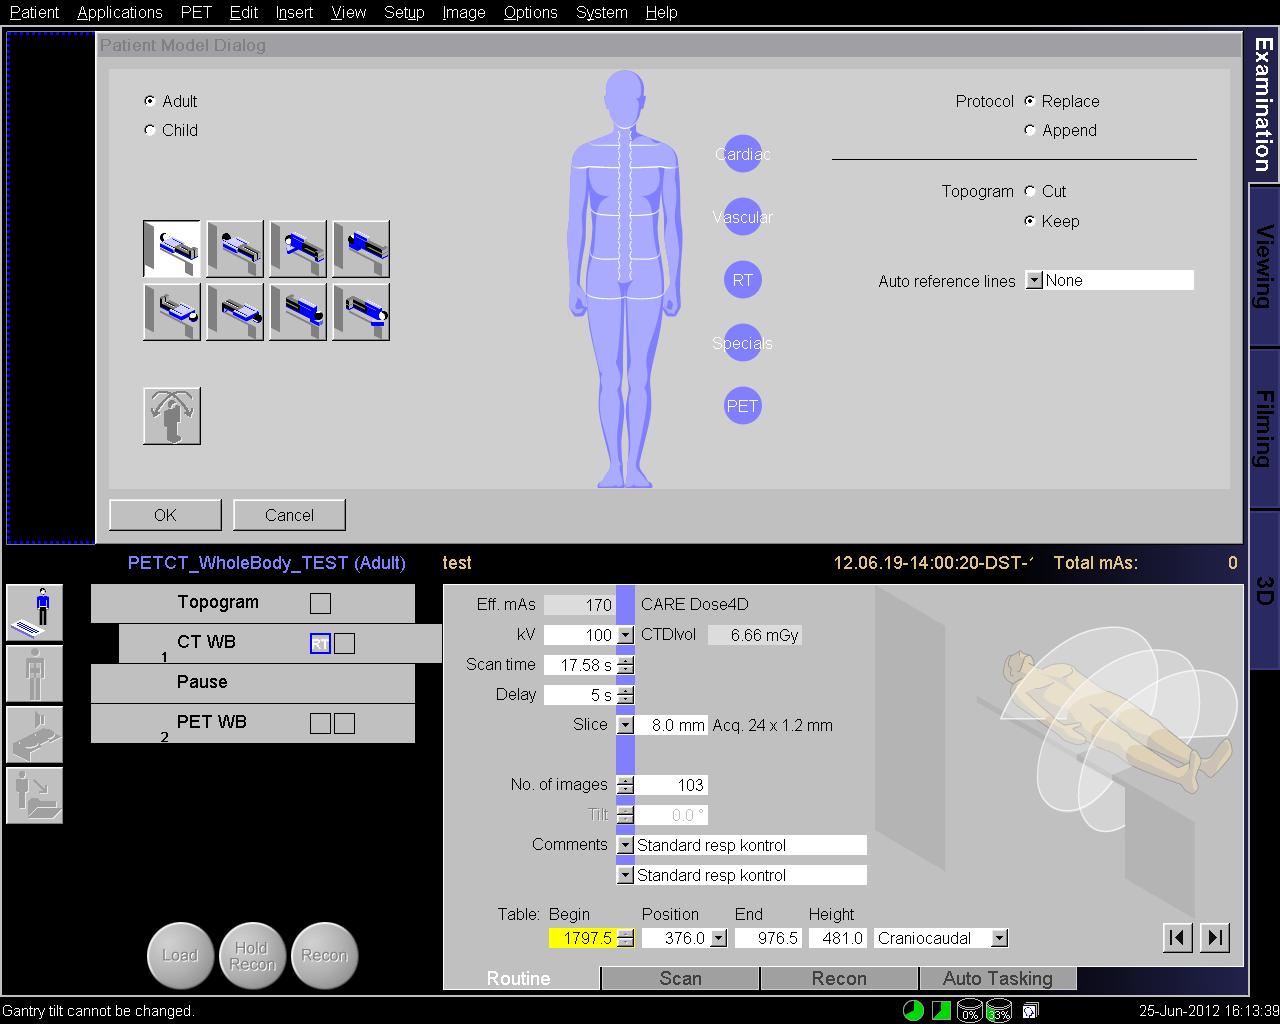 Patient Applications PET Edit Insert View Setup Image Options System Help
Patient Model Dialog
Adult
Child
Cardiac
Vascular
RT
Specials
PET
Protocol Replace
Append
Topogram Cut
Keep
Auto reference lines None
OK Cancel
Examination
Viewing
Filming
3D
PETCT_WholeBody_TEST (Adult) test 12.06.19-14:00:20-DST- Total mAs: 0
Topogram
CT WB RT
1
Pause
PET WB
2
Load
Hold Recon
Recon
Eff. mAs 170 CARE Dose4D
kV 100 CTDIvol 6.66 mGy
Scan time 17.58 s
Delay 5 s
Slice 8.0 mm Acq. 24 x 1.2 mm
No. of images 103
Tilt 0.0 °
Comments Standard resp kontrol
Standard resp kontrol
Table: Begin Position End Height
1797.5 376.0 976.5 481.0 Craniocaudal
Routine Scan Recon Auto Tasking
Gantry tilt cannot be changed. 0% 33% 25-Jun-2012 16:13:39